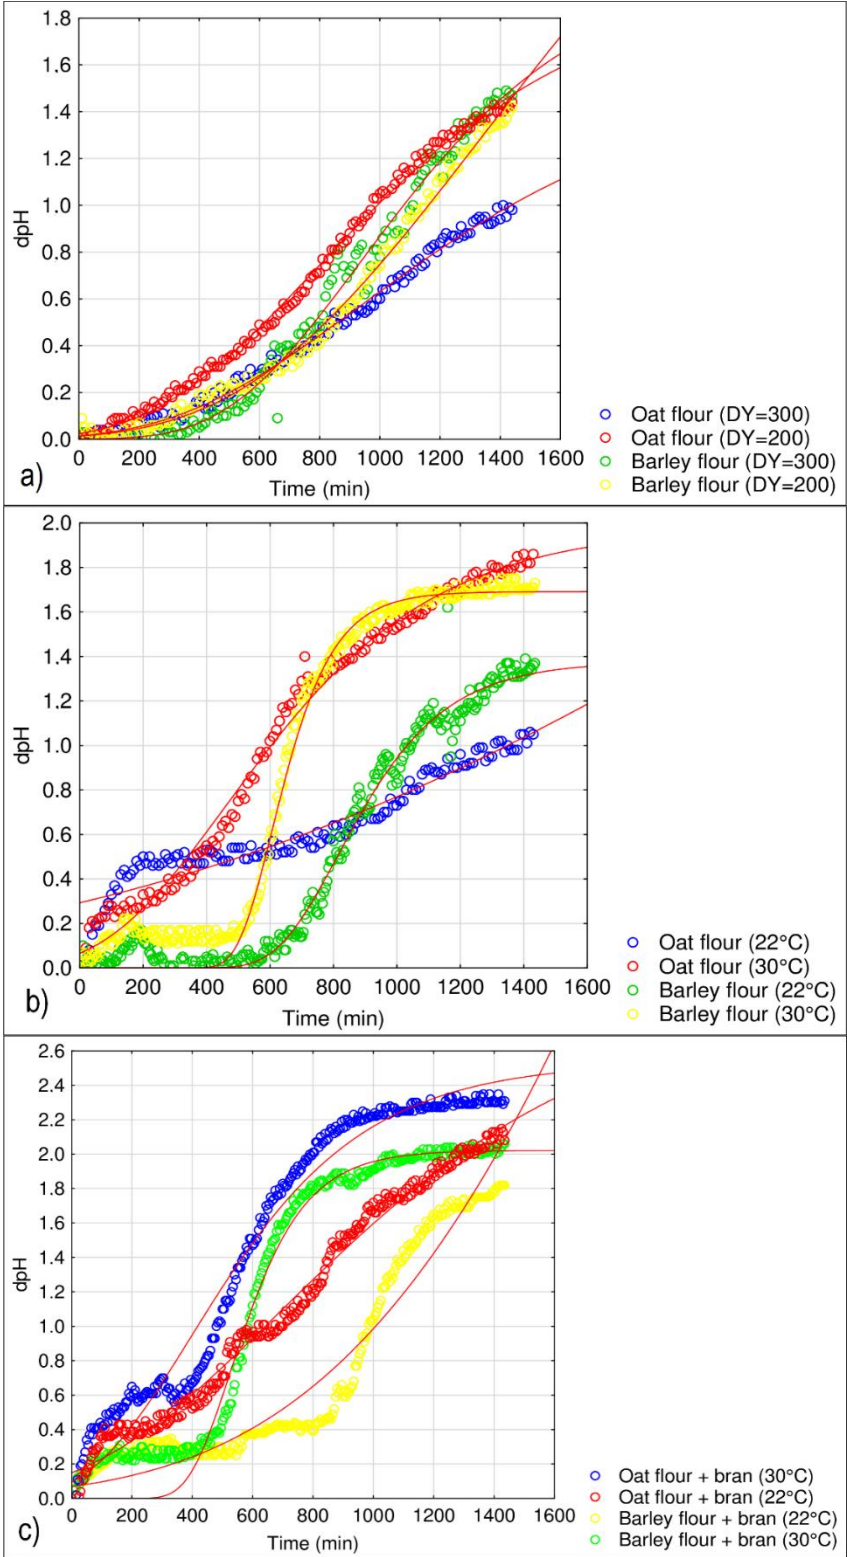 1.8
1.6
1.4
1.2
1.0
0.8
0.6
0.4
0.2
0.0
dpH
0 200 400 600 800 1000 1200 1400 1600
Time (min)
a)
Oat flour (DY=300)
Oat flour (DY=200)
Barley flour (DY=300)
Barley flour (DY=200)
2.0
1.8
1.6
1.4
1.2
1.0
0.8
0.6
0.4
0.2
0.0
dpH
0 200 400 600 800 1000 1200 1400 1600
Time (min)
b)
Oat flour (22°C)
Oat flour (30°C)
Barley flour (22°C)
Barley flour (30°C)
2.6
2.4
2.2
2.0
1.8
1.6
1.4
1.2
1.0
0.8
0.6
0.4
0.2
0.0
dpH
0 200 400 600 800 1000 1200 1400 1600
Time (min)
c)
Oat flour + bran (30°C)
Oat flour + bran (22°C)
Barley flour + bran (22°C)
Barley flour + bran (30°C)